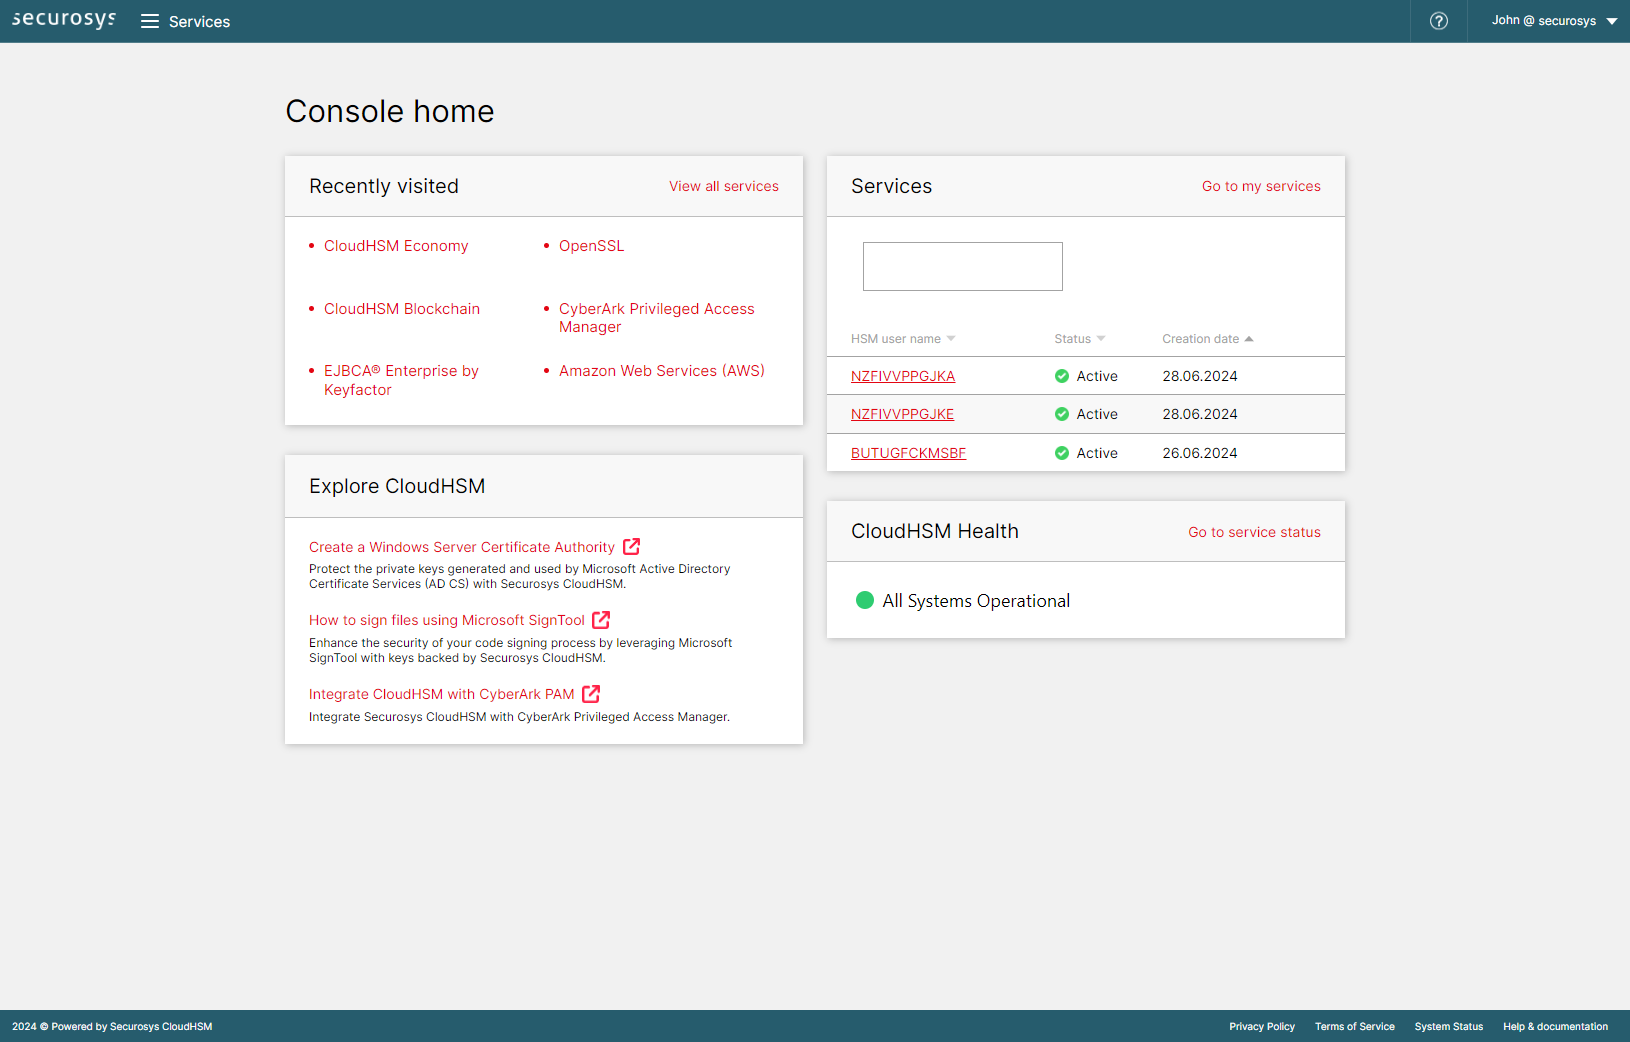 securosys
Services
John @ securosys
Console home
Recently visited
View all services
CloudHSM Economy
OpenSSL
CloudHSM Blockchain
CyberArk Privileged Access
Manager
EJBCA® Enterprise by
Keyfactor
Amazon Web Services (AWS)
Explore CloudHSM
Create a Windows Server Certificate Authority
Protect the private keys generated and used by Microsoft Active Directory
Certificate Services (AD CS) with Securosys CloudHSM.
How to sign files using Microsoft SignTool
Enhance the security of your code signing process by leveraging Microsoft
SignTool with keys backed by Securosys CloudHSM.
Integrate CloudHSM with CyberArk PAM
Integrate Securosys CloudHSM with CyberArk Privileged Access Manager.
Services
Go to my services
HSM user name Status Creation date
NZFIVVPPGJKA Active 28.06.2024
NZFIVVPPGJKE Active 28.06.2024
BUTUGFCKMSBF Active 26.06.2024
CloudHSM Health
Go to service status
All Systems Operational
2024 © Powered by Securosys CloudHSM
Privacy Policy Terms of Service System Status Help & documentation